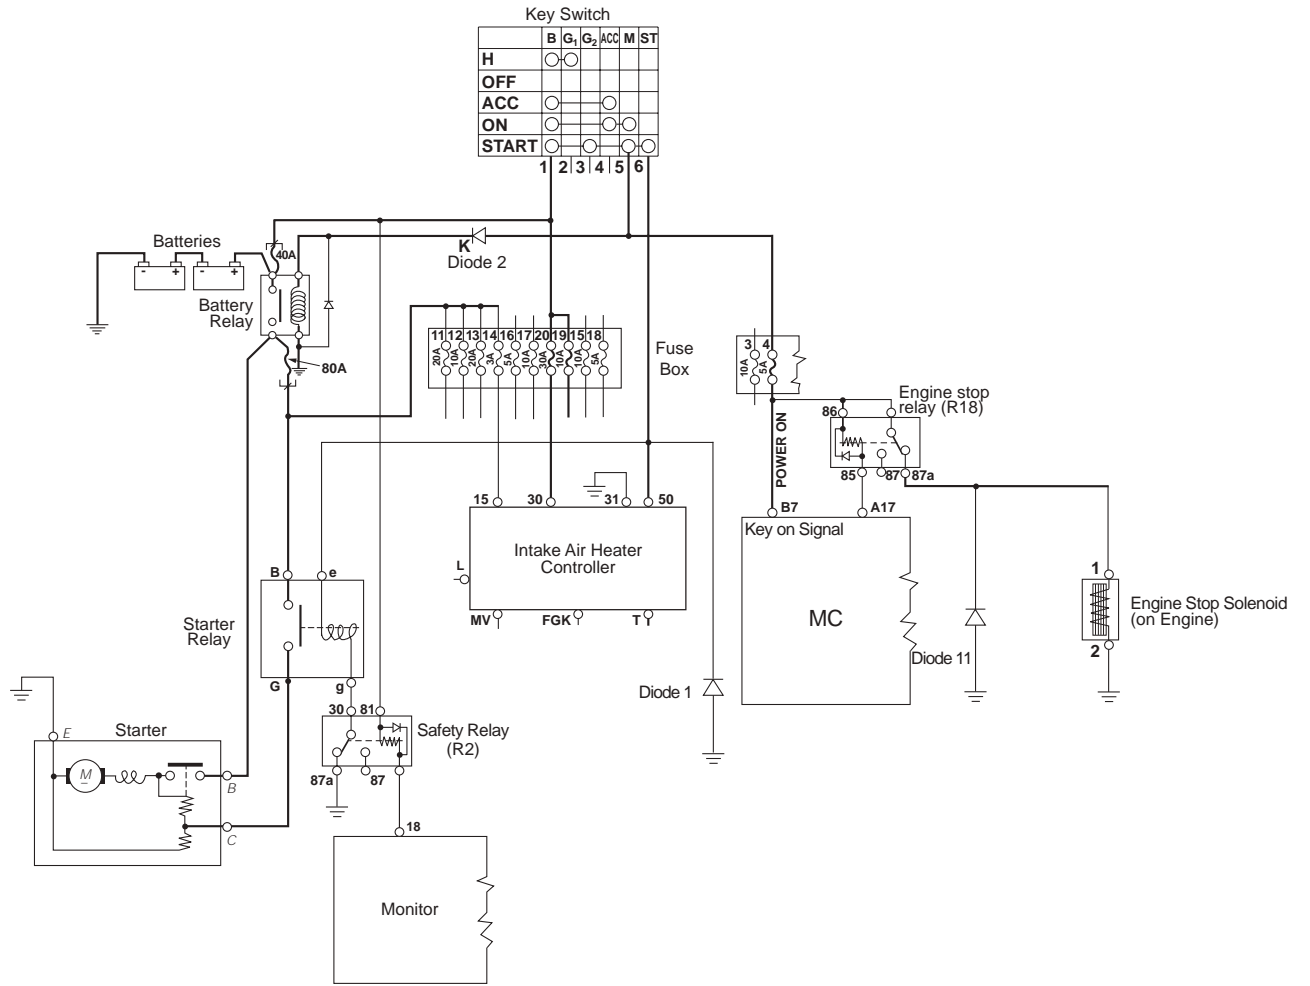 Key Switch
B G1 G2 ACC M ST
H
OFF
ACC
ON
START
1 2 3 4 5 6
Batteries
- + - +
40A
K
Diode 2
Battery
Relay
80A
11 12 13 14 16 17 20 19 15 18
20A 10A 20A 3A 5A 10A 30A 10A 10A 5A
Fuse
Box
3 4
10A 5A
POWER ON
Engine stop
relay (R18)
86
85 87 87a
15 30 31 50
Intake Air Heater
Controller
L
MV FGK T
B7 A17
Key on Signal
MC
Diode 11
1
Engine Stop Solenoid
(on Engine)
2
B e
Starter
Relay
G g
Diode 1
30 81
Safety Relay
(R2)
87a 87
E
Starter
M
B
C
18
Monitor